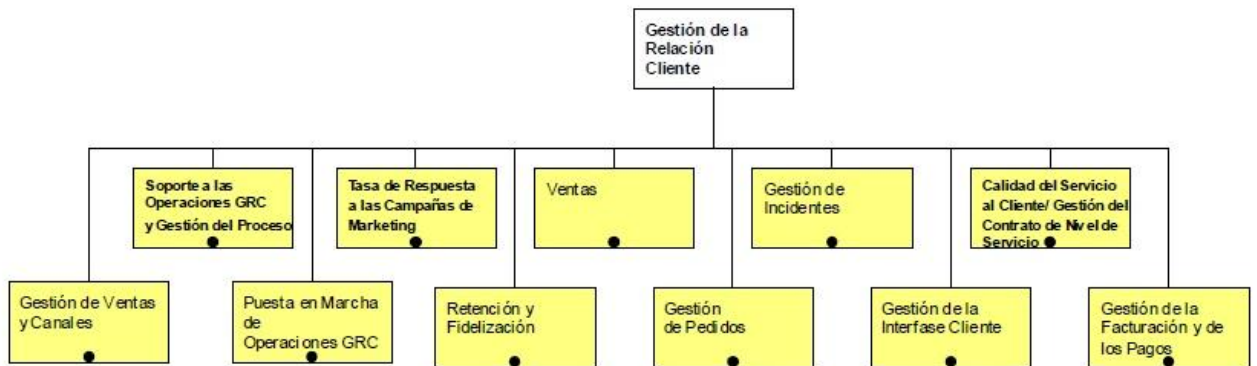 Gestión de la
Relación
Cliente
Soporte a las
Operaciones GRC
y Gestión del Proceso
Tasa de Respuesta
a las Campañas de
Marketing
Ventas
Gestión de
Incidentes
Calidad del Servicio
al Cliente/ Gestión del
Contrato de Nivel de
Servicio
Gestión de Ventas
y Canales
Puesta en Marcha
de
Operaciones GRC
Retención y
Fidelización
Gestión
de Pedidos
Gestión de la
Interfase Cliente
Gestión de la
Facturación y de
los Pagos